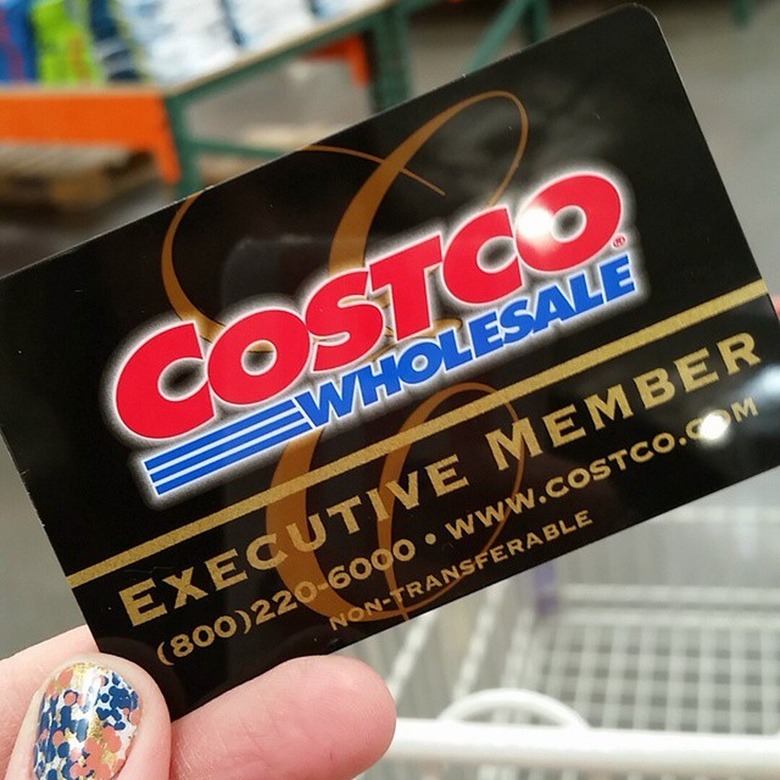 COSTCO®
WHOLESALE
EXECUTIVE MEMBER
(800)220-6000 • WWW.COSTCO.COM
NON-TRANSFERABLE